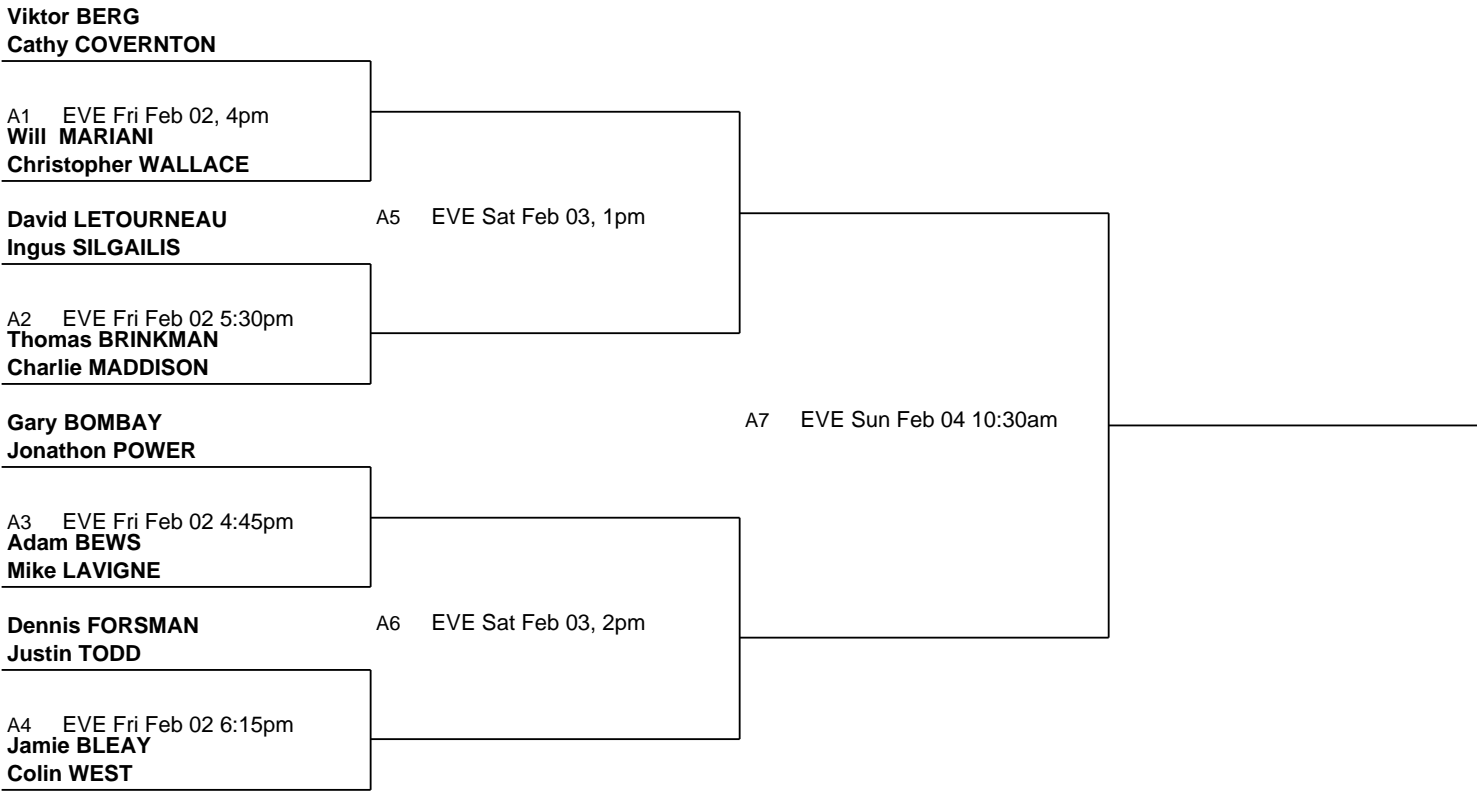 Viktor BERG
Cathy COVERNTON
A1 EVE Fri Feb 02, 4pm
Will  MARIANI
Christopher WALLACE
David LETOURNEAU
Ingus SILGAILIS
A5 EVE Sat Feb 03, 1pm
A2 EVE Fri Feb 02 5:30pm
Thomas BRINKMAN
Charlie MADDISON
Gary BOMBAY
Jonathon POWER
A7 EVE Sun Feb 04 10:30am
A3 EVE Fri Feb 02 4:45pm
Adam BEWS
Mike LAVIGNE
Dennis FORSMAN
Justin TODD
A6 EVE Sat Feb 03, 2pm
A4 EVE Fri Feb 02 6:15pm
Jamie BLEAY
Colin WEST